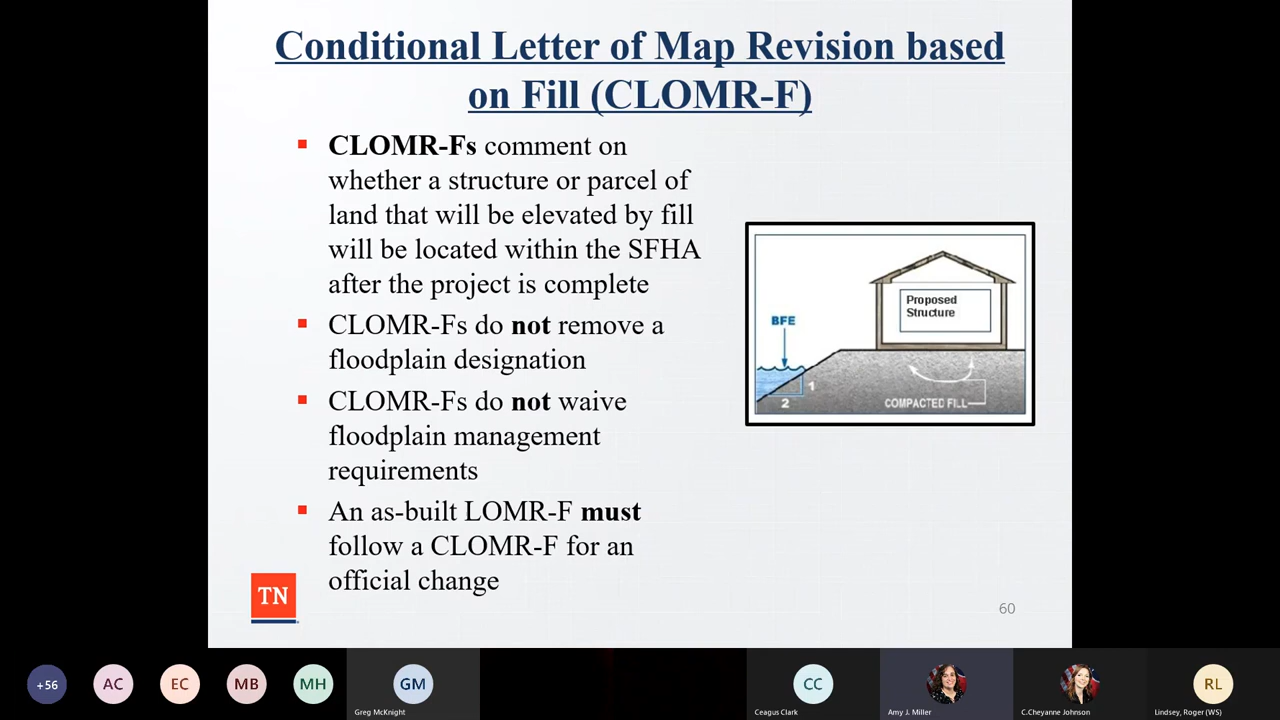 Conditional Letter of Map Revision based
on Fill (CLOMR-F)
CLOMR-Fs comment on
whether a structure or parcel of
land that will be elevated by fill
will be located within the SFHA
after the project is complete
CLOMR-Fs do not remove a
floodplain designation
CLOMR-Fs do not waive
floodplain management
requirements
An as-built LOMR-F must
follow a CLOMR-F for an
official change
Proposed
Structure
BFE
1
2
COMPACTED FILL
TN
60
+56
AC
EC
MB
MH
GM
Greg McKnight
CC
Ceagus Clark
Amy J. Miller
C.Cheyanne Johnson
RL
Lindsey, Roger (WS)